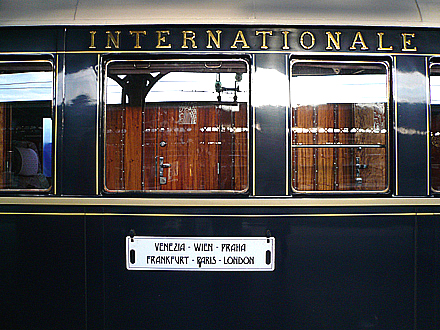 INTERNATIONALE
VENEZIA - WIEN - PRAHA
FRANKFURT - PARIS - LONDON